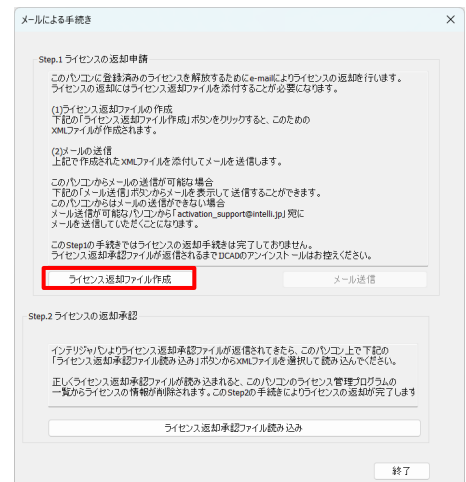 メールによる手続き
Step.1 ライセンスの返却申請
このパソコンに登録済みのライセンスを解放するためにe-mailによりライセンスの返却を行います。
ライセンスの返却にはライセンス返却ファイルを添付することが必要になります。
(1)ライセンス返却ファイルの作成
下記の「ライセンス返却ファイル作成」ボタンをクリックすると、このための
XMLファイルが作成されます。
(2)メールの送信
上記で作成されたXMLファイルを添付してメールを送信します。
このパソコンからメールの送信が可能な場合
下記の「メール送信」ボタンからメールを表示して送信することができます。
このパソコンからはメールの送信ができない場合
メール送信が可能なパソコンから「activation_support@intelli.jp」宛に
メールを送信していただくことになります。
このStep1の手続きではライセンスの返却手続きは完了しておりません。
ライセンス返却承認ファイルが返信されるまでIJCADのアンインストールはお控えください。
ライセンス返却ファイル作成
メール送信
Step.2 ライセンスの返却承認
インテリジャパンよりライセンス返却承認ファイルが返信されてきたら、このパソコン上で下記の
「ライセンス返却承認ファイル読み込み」ボタンからXMLファイルを選択して読み込んでください。
正しくライセンス返却承認ファイルが読み込まれると、このパソコンのライセンス管理プログラムの
一覧からライセンスの情報が削除されます。このStep2の手続きによりライセンスの返却が完了します
ライセンス返却承認ファイル読み込み
終了